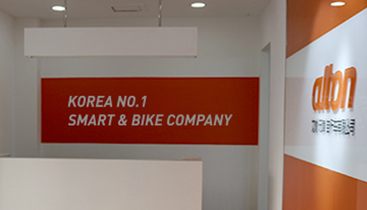 KOREA NO.1
SMART & BIKE COMPANY
alton